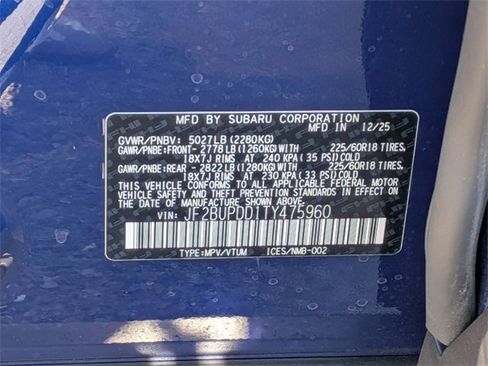 MFD BY SUBARU CORPORATION
MFD IN 12/25
GVWR/PNBV: 5027LB (2280KG)
GAWR/PNBE:FRONT- 2778LB (1260KG) WITH 225/60R18 TIRES,
18X7J RIMS AT 240 KPA (35 PSI) COLD
GAWR/PNBE:REAR - 2822LB (1280KG) WITH 225/60R18 TIRES,
18X7J RIMS AT 230 KPA (33 PSI) COLD
THIS VEHICLE CONFORMS TO ALL APPLICABLE FEDERAL MOTOR
VEHICLE SAFETY AND THEFT PREVENTION STANDARDS IN EFFECT ON
THE DATE OF MANUFACTURE SHOWN ABOVE.
VIN: JF2BUPDD1TY475960
TYPE:MPV/VTUM ICES/NMB-002